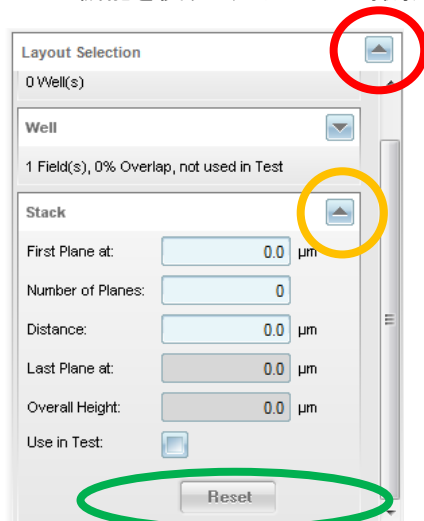 Layout Selection
0 Well(s)
Well
1 Field(s), 0% Overlap, not used in Test
Stack
First Plane at: 0.0 µm
Number of Planes: 0
Distance: 0.0 µm
Last Plane at: 0.0 µm
Overall Height: 0.0 µm
Use in Test:
Reset